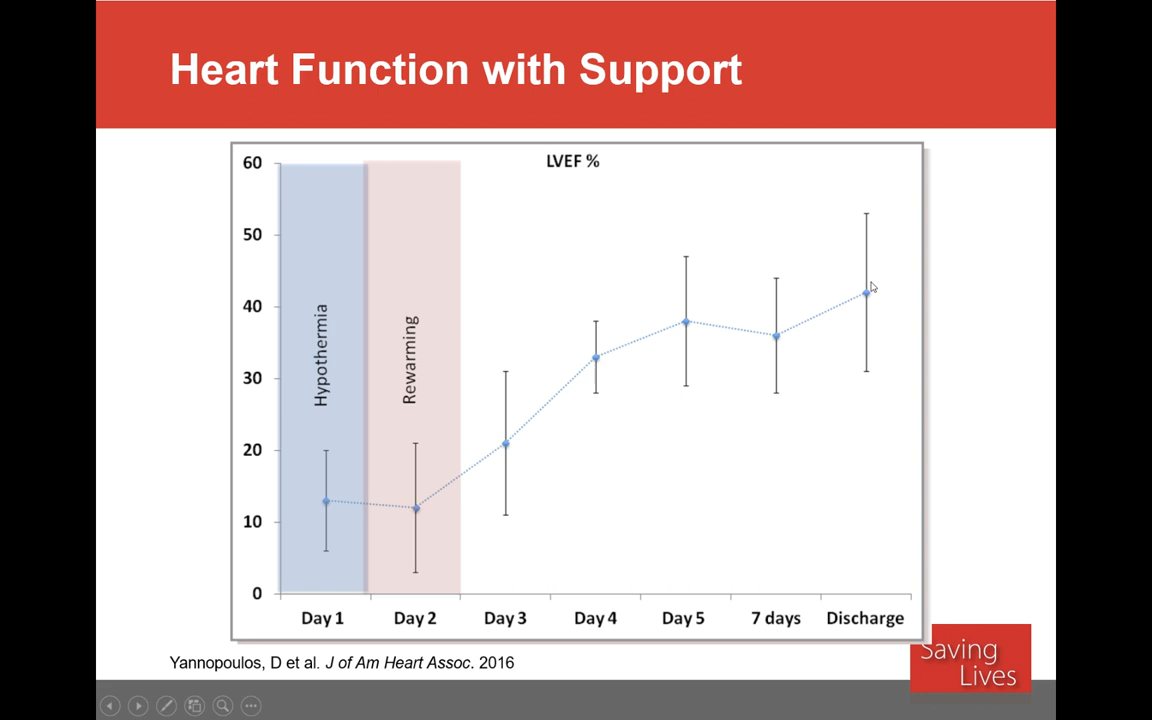 Heart Function with Support
LVEF %
60
50
40
30
20
10
0
Hypothermia
Rewarming
Day 1 Day 2 Day 3 Day 4 Day 5 7 days Discharge
Yannopoulos, D et al. J of Am Heart Assoc. 2016
Saving
Lives